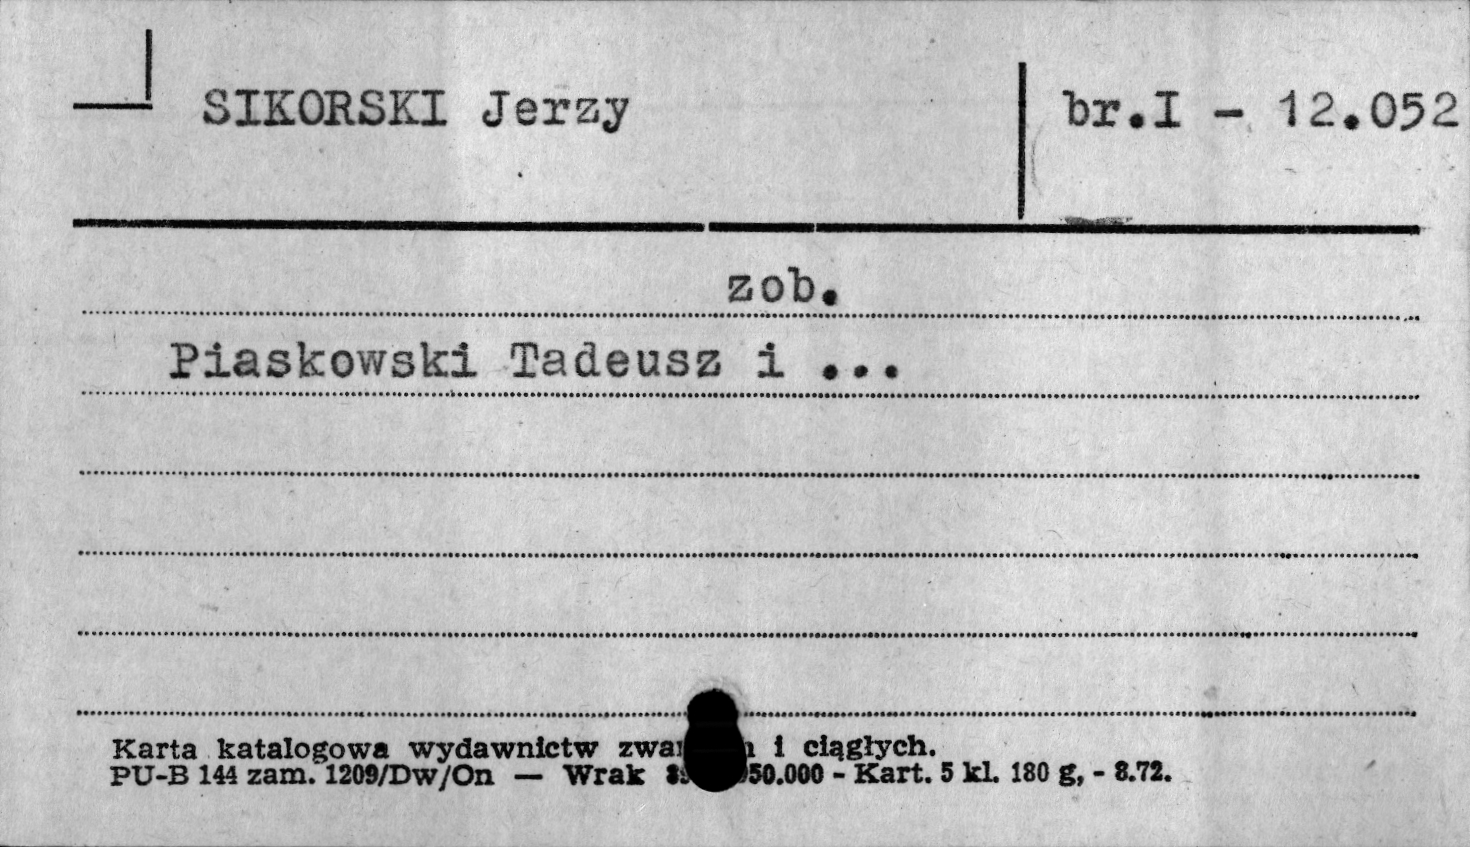 SIKORSKI Jerzy
br.I - 12.052
zob.
Piaskowski Tadeusz i ...
Karta katalogowa wydawnictw i ciągłych.
PU-B 144 zam. 1209/Dw/On — Wrak 50.000 - Kart. 5 kl. 180 g, - 8.72.